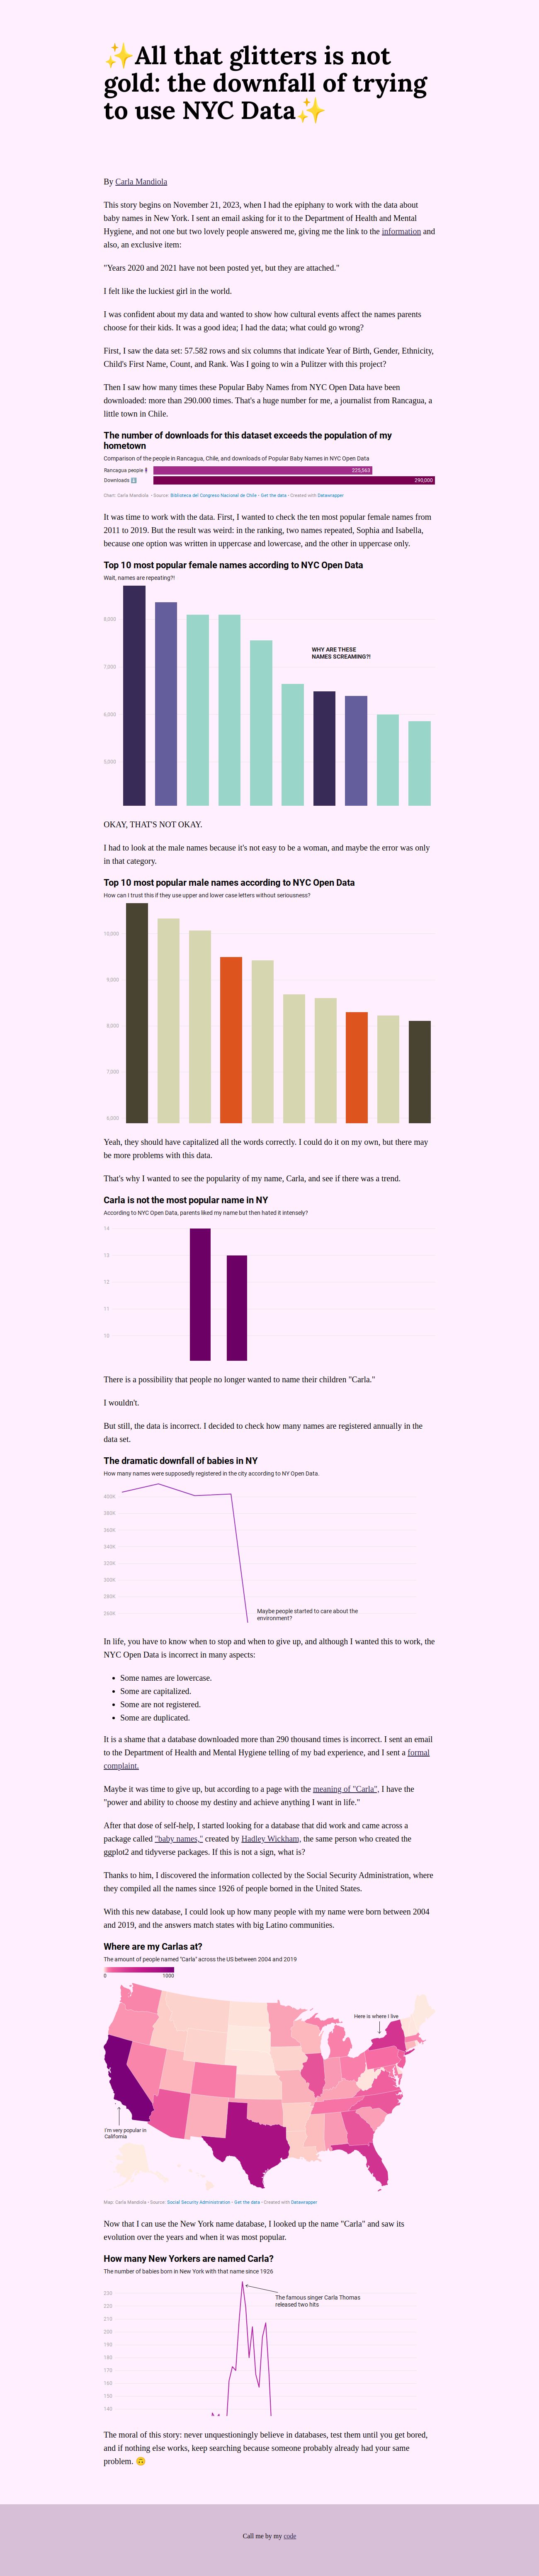 ✨All that glitters is not
gold: the downfall of trying
to use NYC Data✨
By Carla Mandiola
This story begins on November 21, 2023, when I had the epiphany to work with the data about
baby names in New York. I sent an email asking for it to the Department of Health and Mental
Hygiene, and not one but two lovely people answered me, giving me the link to the information and
also, an exclusive item:
"Years 2020 and 2021 have not been posted yet, but they are attached."
I felt like the luckiest girl in the world.
I was confident about my data and wanted to show how cultural events affect the names parents
choose for their kids. It was a good idea; I had the data; what could go wrong?
First, I saw the data set: 57.582 rows and six columns that indicate Year of Birth, Gender, Ethnicity,
Child's First Name, Count, and Rank. Was I going to win a Pulitzer with this project?
Then I saw how many times these Popular Baby Names from NYC Open Data have been
downloaded: more than 290.000 times. That's a huge number for me, a journalist from Rancagua, a
little town in Chile.
The number of downloads for this dataset exceeds the population of my
hometown
Comparison of the people in Rancagua, Chile, and downloads of Popular Baby Names in NYC Open Data
Rancagua people 225,563
Downloads ⬇️ 290,000
Chart: Carla Mandiola • Source: Biblioteca del Congreso Nacional de Chile • Get the data • Created with Datawrapper
It was time to work with the data. First, I wanted to check the ten most popular female names from
2011 to 2019. But the result was weird: in the ranking, two names repeated, Sophia and Isabella,
because one option was written in uppercase and lowercase, and the other in uppercase only.
Top 10 most popular female names according to NYC Open Data
Wait, names are repeating?!
8,000
WHY ARE THESE
NAMES SCREAMING?!
7,000
6,000
5,000
OKAY, THAT'S NOT OKAY.
I had to look at the male names because it's not easy to be a woman, and maybe the error was only
in that category.
Top 10 most popular male names according to NYC Open Data
How can I trust this if they use upper and lower case letters without seriousness?
10,000
9,000
8,000
7,000
6,000
Yeah, they should have capitalized all the words correctly. I could do it on my own, but there may
be more problems with this data.
That's why I wanted to see the popularity of my name, Carla, and see if there was a trend.
Carla is not the most popular name in NY
According to NYC Open Data, parents liked my name but then hated it intensely?
14
13
12
11
10
There is a possibility that people no longer wanted to name their children "Carla."
I wouldn't.
But still, the data is incorrect. I decided to check how many names are registered annually in the
data set.
The dramatic downfall of babies in NY
How many names were supposedly registered in the city according to NY Open Data.
400K
380K
360K
340K
320K
300K
280K
260K
Maybe people started to care about the
environment?
In life, you have to know when to stop and when to give up, and although I wanted this to work, the
NYC Open Data is incorrect in many aspects:
• Some names are lowercase.
• Some are capitalized.
• Some are not registered.
• Some are duplicated.
It is a shame that a database downloaded more than 290 thousand times is incorrect. I sent an email
to the Department of Health and Mental Hygiene telling of my bad experience, and I sent a formal
complaint.
Maybe it was time to give up, but according to a page with the meaning of "Carla", I have the
"power and ability to choose my destiny and achieve anything I want in life."
After that dose of self-help, I started looking for a database that did work and came across a
package called "baby names," created by Hadley Wickham, the same person who created the
ggplot2 and tidyverse packages. If this is not a sign, what is?
Thanks to him, I discovered the information collected by the Social Security Administration, where
they compiled all the names since 1926 of people borned in the United States.
With this new database, I could look up how many people with my name were born between 2004
and 2019, and the answers match states with big Latino communities.
Where are my Carlas at?
The amount of people named "Carla" across the US between 2004 and 2019
0 1000
Here is where I live
I'm very popular in
California
Map: Carla Mandiola • Source: Social Security Administration • Get the data • Created with Datawrapper
Now that I can use the New York name database, I looked up the name "Carla" and saw its
evolution over the years and when it was most popular.
How many New Yorkers are named Carla?
The number of babies born in New York with that name since 1926
230
220
210
200
190
180
170
160
150
140
The famous singer Carla Thomas
released two hits
The moral of this story: never unquestioningly believe in databases, test them until you get bored,
and if nothing else works, keep searching because someone probably already had your same
problem. 🙃
Call me by my code